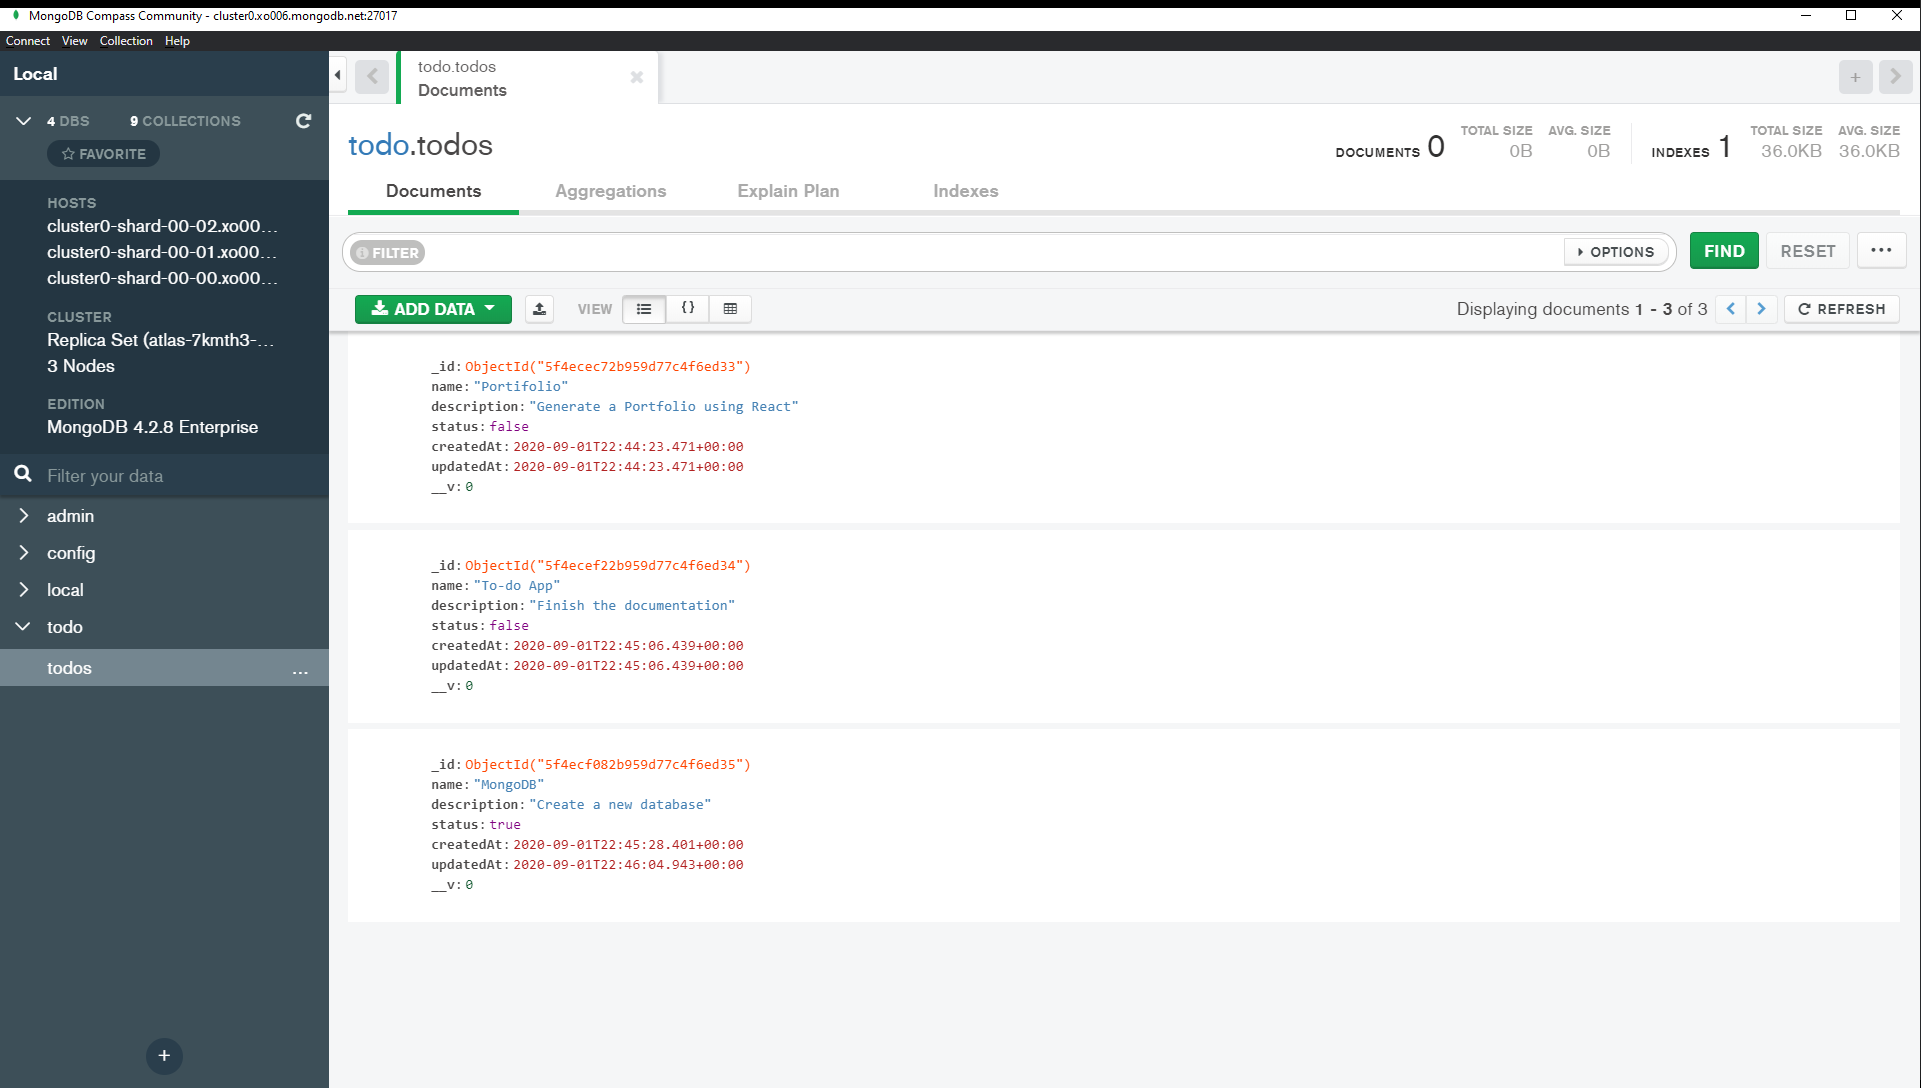 MongoDB Compass Community - cluster0.xo006.mongodb.net:27017
Connect View Collection Help
Local
4 DBS 9 COLLECTIONS
FAVORITE
HOSTS
cluster0-shard-00-02.xo00...
cluster0-shard-00-01.xo00...
cluster0-shard-00-00.xo00...
CLUSTER
Replica Set (atlas-7kmth3-...
3 Nodes
EDITION
MongoDB 4.2.8 Enterprise
Filter your data
admin
config
local
todo
todos ...
todo.todos
Documents
todo.todos
DOCUMENTS 0
TOTAL SIZE AVG. SIZE
0B 0B
INDEXES 1
TOTAL SIZE AVG. SIZE
36.0KB 36.0KB
Documents Aggregations Explain Plan Indexes
FILTER OPTIONS FIND RESET ...
ADD DATA VIEW {} Displaying documents 1 - 3 of 3 REFRESH
_id: ObjectId("5f4ecec72b959d77c4f6ed33")
name: "Portifolio"
description: "Generate a Portfolio using React"
status: false
createdAt: 2020-09-01T22:44:23.471+00:00
updatedAt: 2020-09-01T22:44:23.471+00:00
__v: 0
_id: ObjectId("5f4ecef22b959d77c4f6ed34")
name: "To-do App"
description: "Finish the documentation"
status: false
createdAt: 2020-09-01T22:45:06.439+00:00
updatedAt: 2020-09-01T22:45:06.439+00:00
__v: 0
_id: ObjectId("5f4ecf082b959d77c4f6ed35")
name: "MongoDB"
description: "Create a new database"
status: true
createdAt: 2020-09-01T22:45:28.401+00:00
updatedAt: 2020-09-01T22:46:04.943+00:00
__v: 0